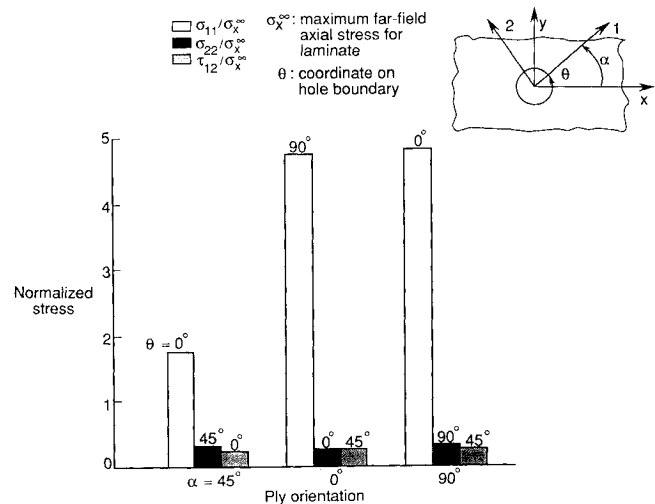 σ₁₁/σₓ^∞
σ₂₂/σₓ^∞
τ₁₂/σₓ^∞
σₓ^∞: maximum far-field
axial stress for
laminate
θ : coordinate on
hole boundary
2
y
1
α
θ
x
5
4
3
2
1
0
Normalized
stress
θ = 0°
45°
0°
90°
0°
45°
0°
90°
45°
α = 45°
0°
90°
Ply orientation